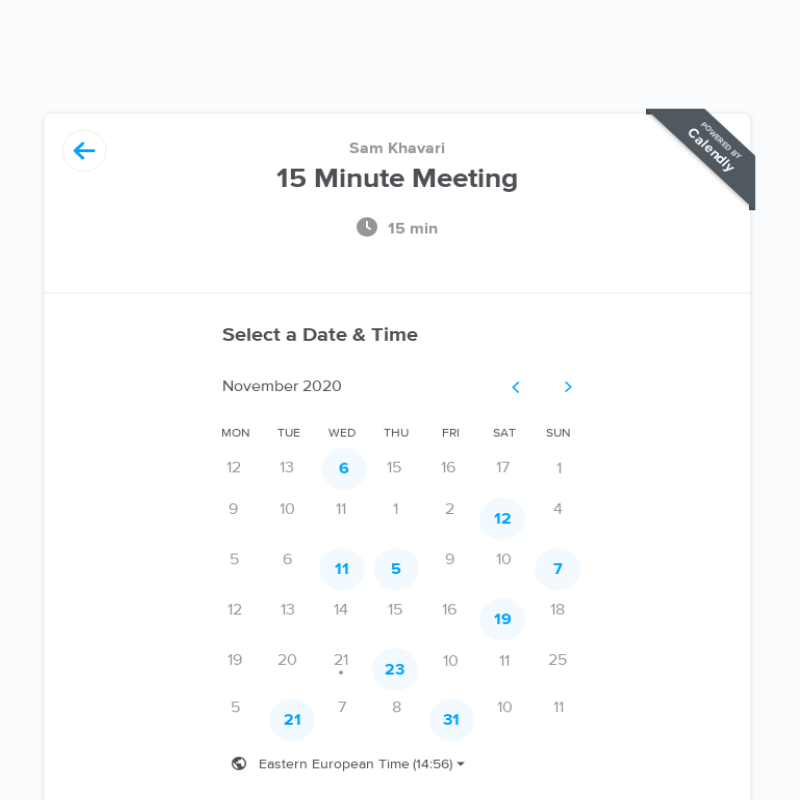 POWERED BY
Calendly
Sam Khavari
15 Minute Meeting
15 min
Select a Date & Time
November 2020
MON TUE WED THU FRI SAT SUN
12 13 6 15 16 17 1
9 10 11 1 2 12 4
5 6 11 5 9 10 7
12 13 14 15 16 19 18
19 20 21 23 10 11 25
5 21 7 8 31 10 11
Eastern European Time (14:56)